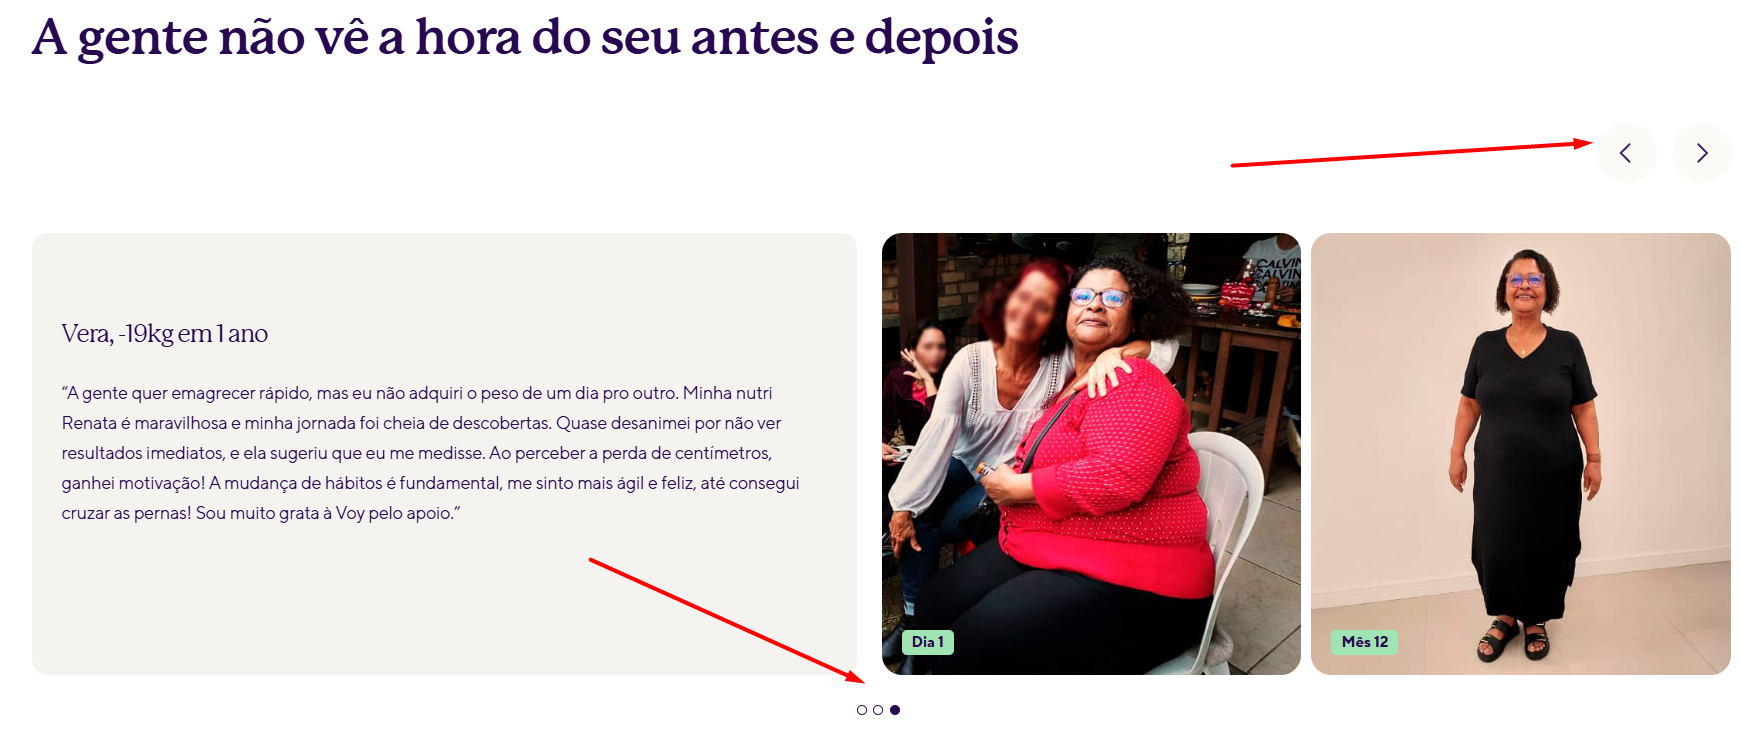 A gente não vê a hora do seu antes e depois
Vera, -19kg em 1 ano
“A gente quer emagrecer rápido, mas eu não adquiri o peso de um dia pro outro. Minha nutri
Renata é maravilhosa e minha jornada foi cheia de descobertas. Quase desanimei por não ver
resultados imediatos, e ela sugeriu que eu me medisse. Ao perceber a perda de centímetros,
ganhei motivação! A mudança de hábitos é fundamental, me sinto mais ágil e feliz, até consegui
cruzar as pernas! Sou muito grata à Voy pelo apoio.”
CALVIN
CALVIN
Dia 1
Mês 12